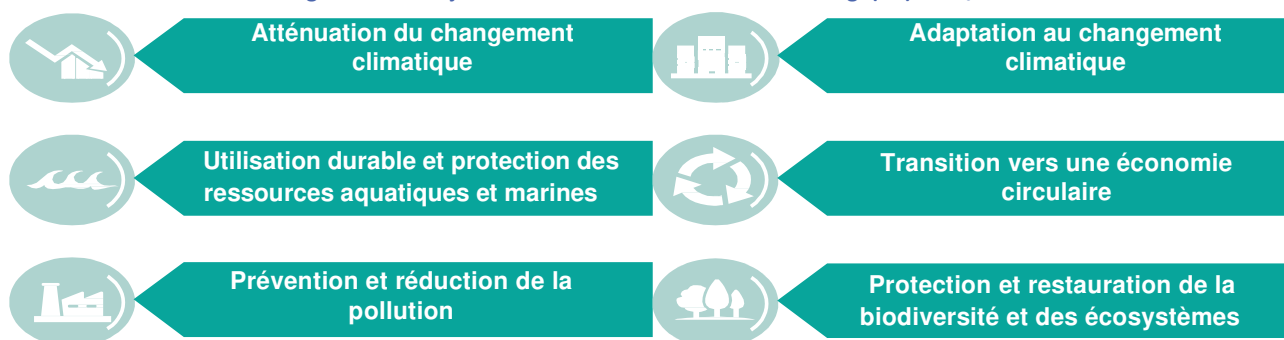 Atténuation du changement
climatique
Adaptation au changement
climatique
Utilisation durable et protection des
ressources aquatiques et marines
Transition vers une économie
circulaire
Prévention et réduction de la
pollution
Protection et restauration de la
biodiversité et des écosystèmes